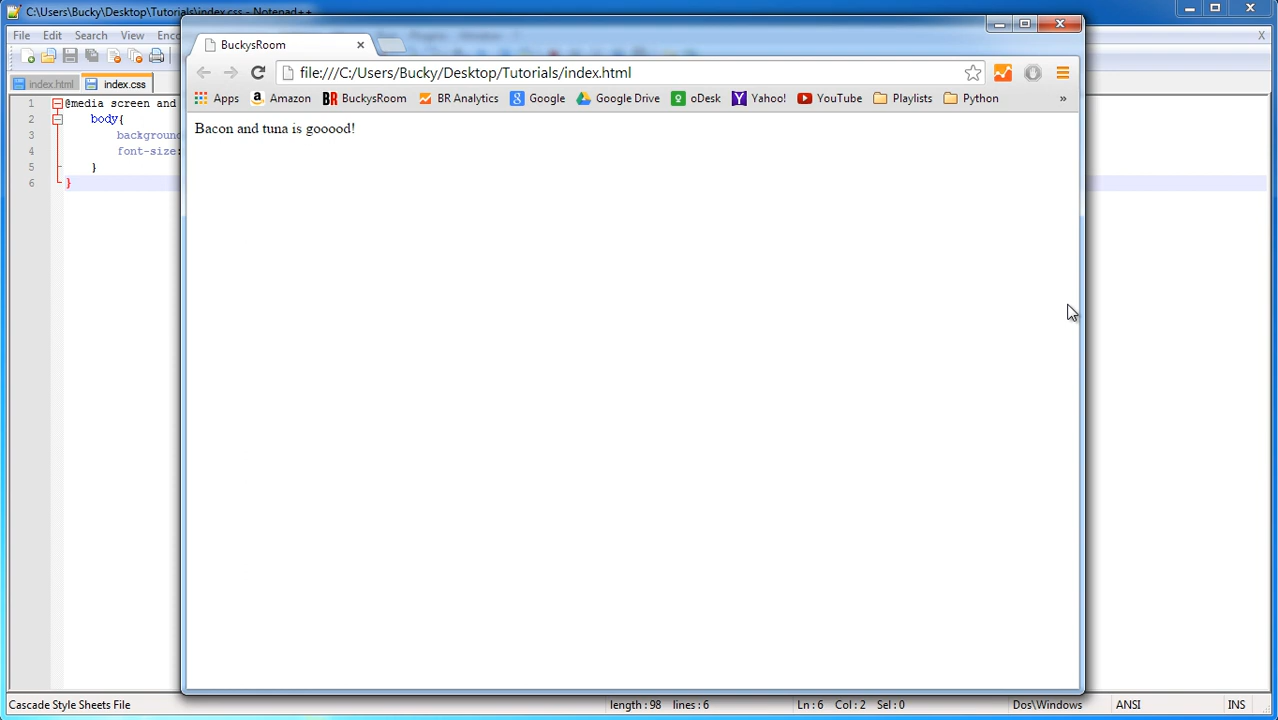 C:\Users\Bucky\Desktop\Tutorials\index.css - Notepad++
File Edit Search View Enco
index.html index.css
BuckysRoom
file:///C:/Users/Bucky/Desktop/Tutorials/index.html
Apps Amazon BuckysRoom BR Analytics Google Google Drive oDesk Yahoo! YouTube Playlists Python »
Bacon and tuna is gooood!
1 @media screen and
2 body{
3 background
4 font-size:
5 }
6 }
Cascade Style Sheets File length : 98 lines : 6 Ln : 6 Col : 2 Sel : 0 Dos\Windows ANSI INS